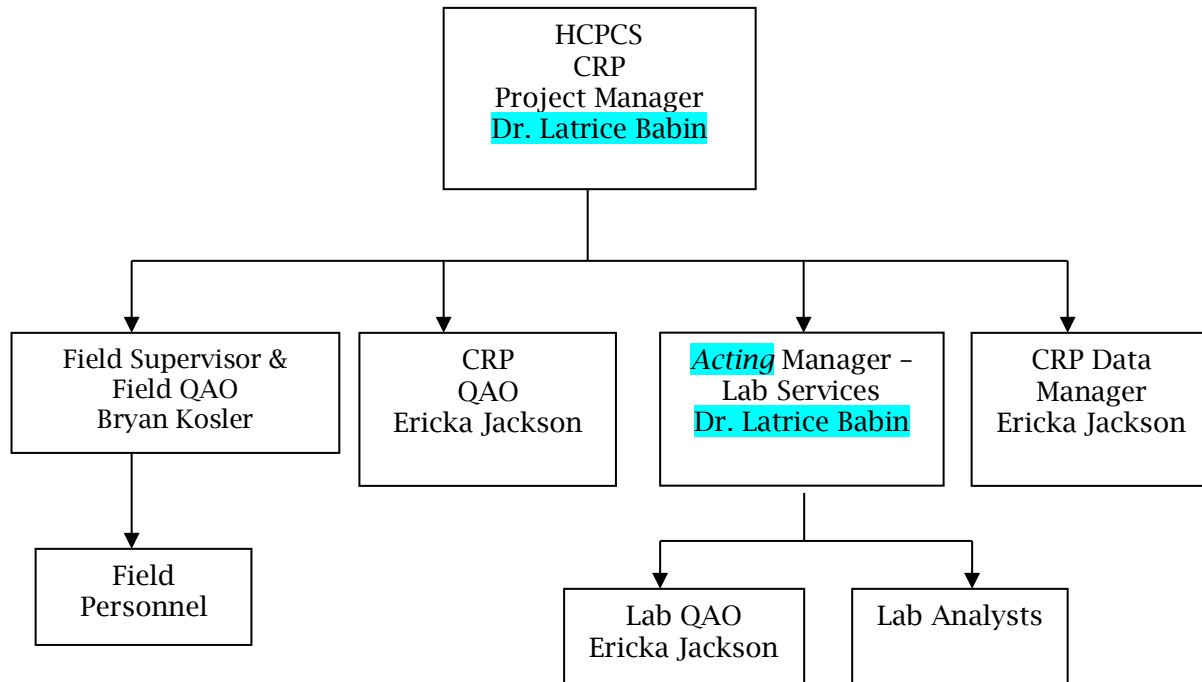 HCPCS
CRP
Project Manager
Dr. Latrice Babin
Field Supervisor &
Field QAO
Bryan Kosler
CRP
QAO
Ericka Jackson
Acting Manager –
Lab Services
Dr. Latrice Babin
CRP Data
Manager
Ericka Jackson
Field
Personnel
Lab QAO
Ericka Jackson
Lab Analysts